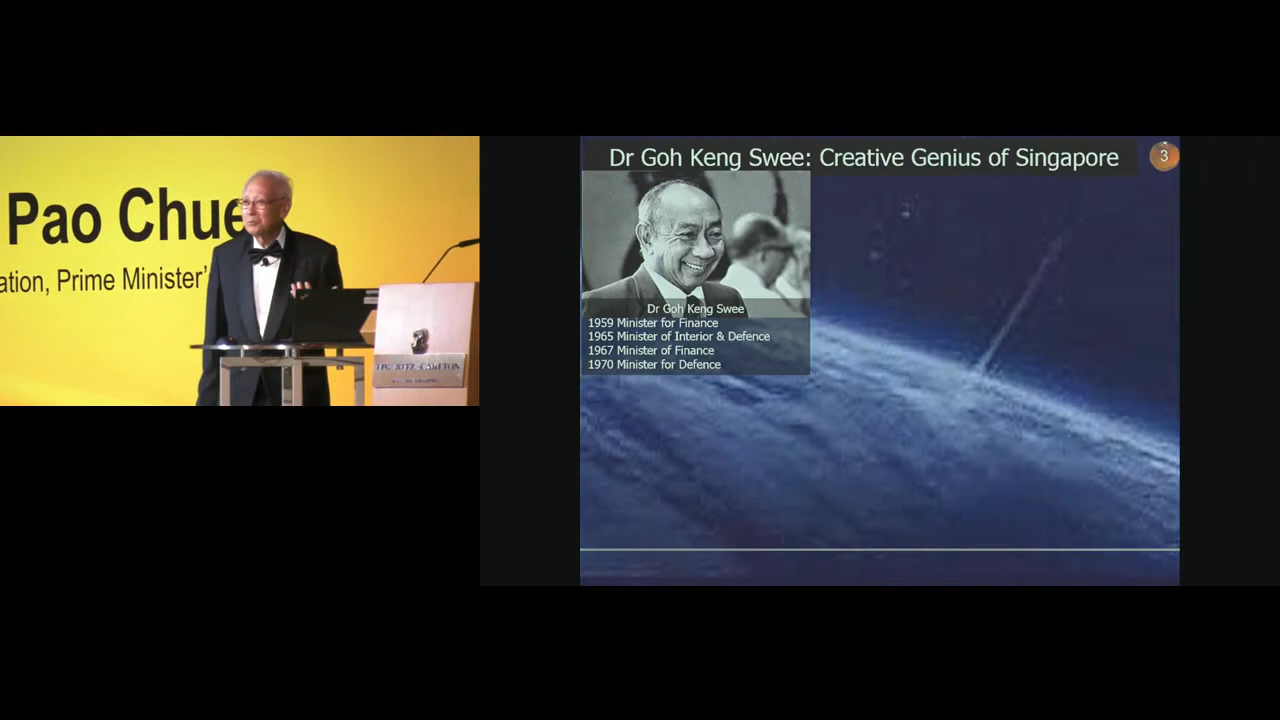 Pao Chue
ation, Prime Minister'
THE RITZ-CARLTON
Dr Goh Keng Swee: Creative Genius of Singapore
3
Dr Goh Keng Swee
1959 Minister for Finance
1965 Minister of Interior & Defence
1967 Minister of Finance
1970 Minister for Defence